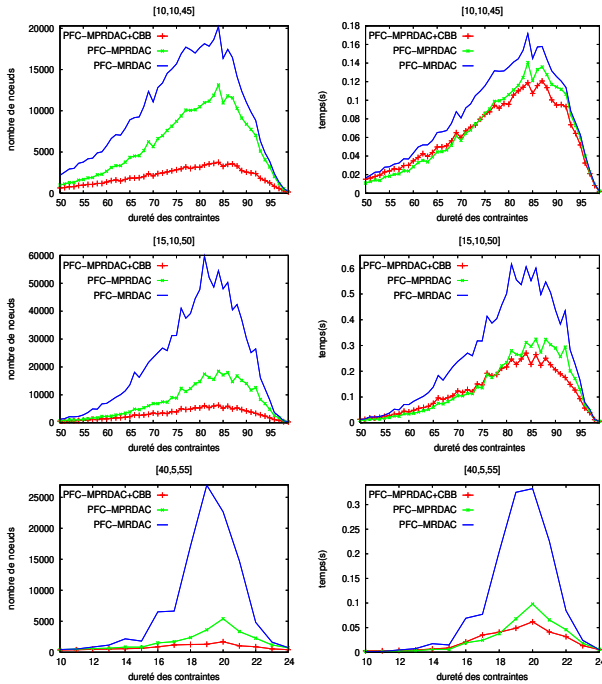 [10,10,45]
nombre de noeuds
20000
15000
10000
5000
0
PFC-MPRDAC+CBB
PFC-MPRDAC
PFC-MRDAC
50 55 60 65 70 75 80 85 90 95
dureté des contraintes
[10,10,45]
temps(s)
0.18
0.16
0.14
0.12
0.1
0.08
0.06
0.04
0.02
0
PFC-MPRDAC+CBB
PFC-MPRDAC
PFC-MRDAC
50 55 60 65 70 75 80 85 90 95
dureté des contraintes
[15,10,50]
nombre de noeuds
60000
50000
40000
30000
20000
10000
0
PFC-MPRDAC+CBB
PFC-MPRDAC
PFC-MRDAC
50 55 60 65 70 75 80 85 90 95
dureté des contraintes
[15,10,50]
temps(s)
0.6
0.5
0.4
0.3
0.2
0.1
0
PFC-MPRDAC+CBB
PFC-MPRDAC
PFC-MRDAC
50 55 60 65 70 75 80 85 90 95
dureté des contraintes
[40,5,55]
nombre de noeuds
25000
20000
15000
10000
5000
0
PFC-MPRDAC+CBB
PFC-MPRDAC
PFC-MRDAC
10 12 14 16 18 20 22 24
dureté des contraintes
[40,5,55]
temps(s)
0.3
0.25
0.2
0.15
0.1
0.05
0
PFC-MPRDAC+CBB
PFC-MPRDAC
PFC-MRDAC
10 12 14 16 18 20 22 24
dureté des contraintes